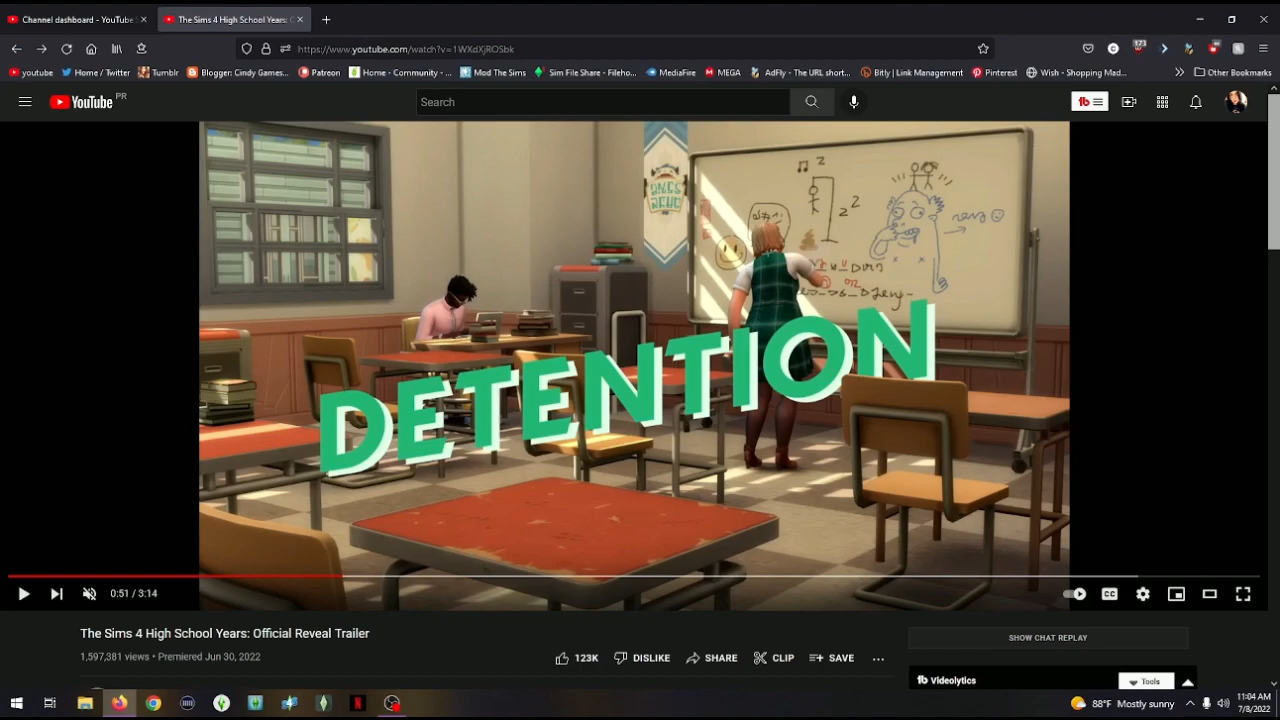 Channel dashboard - YouTube
The Sims 4 High School Years:
https://www.youtube.com/watch?v=1WXdXjROSbk
173
youtube
Home / Twitter
Tumblr
Blogger: Cindy Games...
Patreon
Home - Community - ...
Mod The Sims
Sim File Share - Fileho...
MediaFire
MEGA
AdFly - The URL short...
Bitly | Link Management
Pinterest
Wish - Shopping Mad...
Other Bookmarks
YouTube PR
Search
tb
z
z z
DETENTION
0:51 / 3:14
CC
The Sims 4 High School Years: Official Reveal Trailer
1,597,381 views • Premiered Jun 30, 2022
123K
DISLIKE
SHARE
CLIP
SAVE
SHOW CHAT REPLAY
tb Videolytics
Tools
88°F Mostly sunny
11:04 AM
7/8/2022